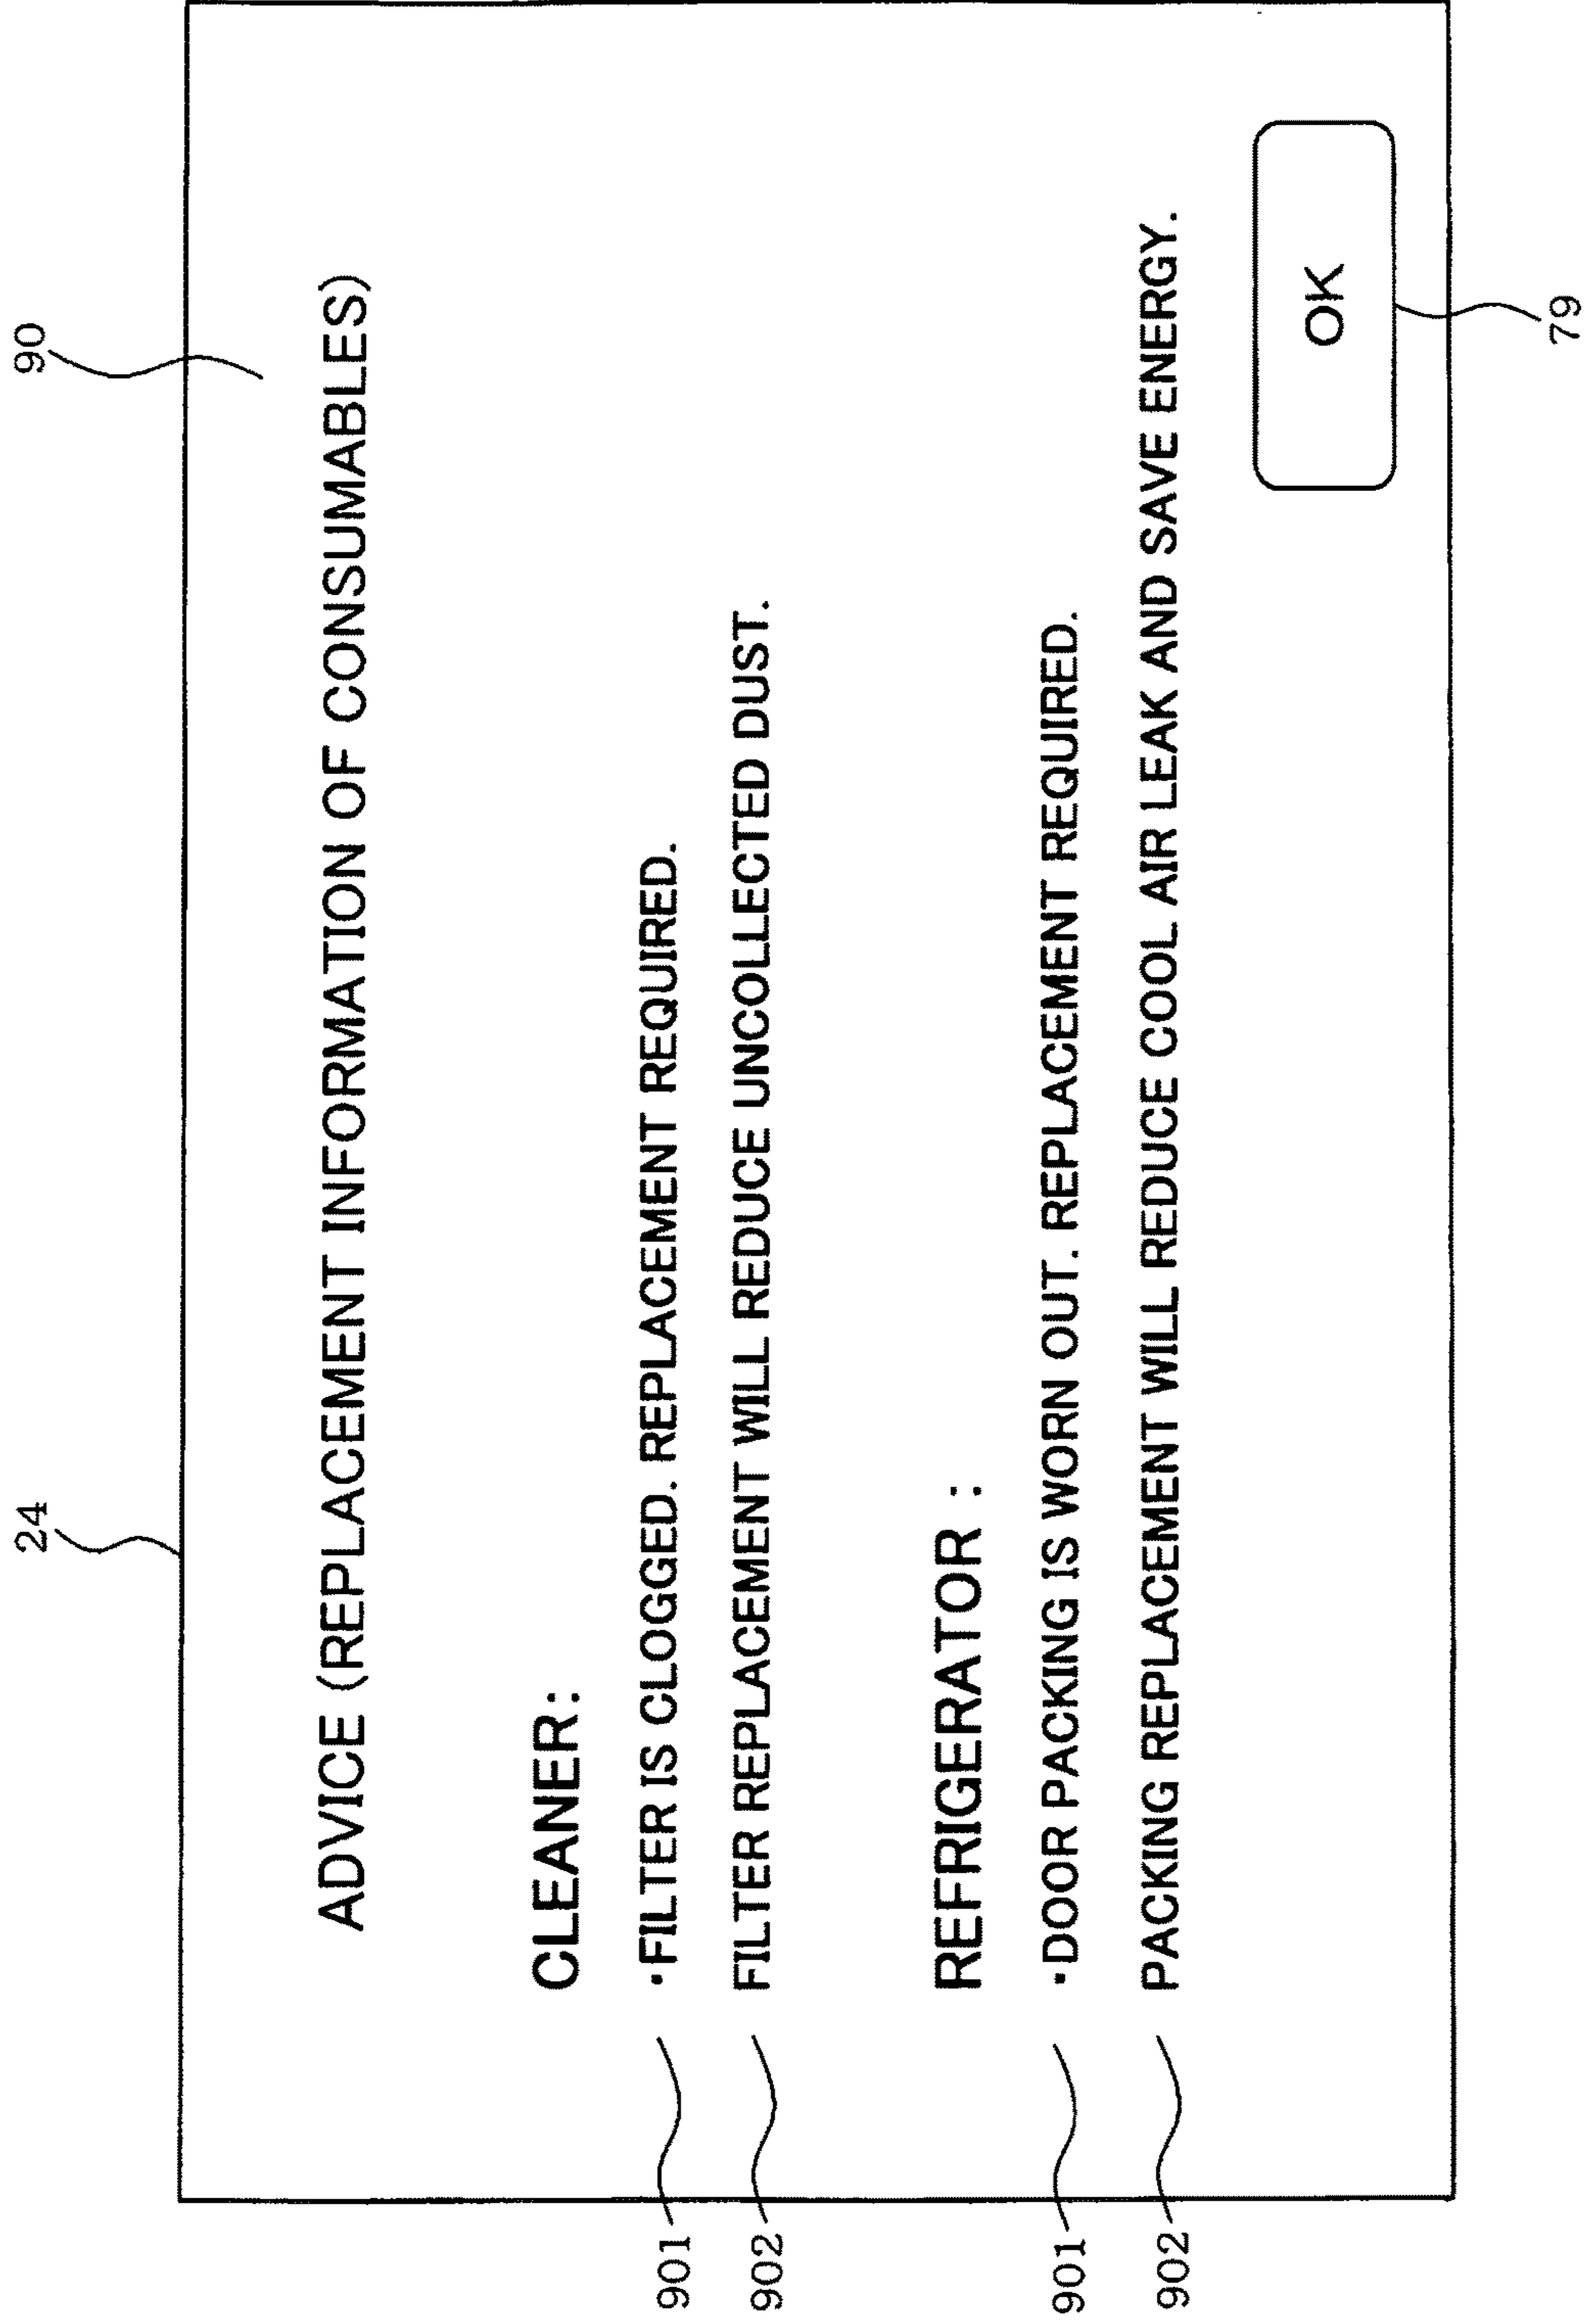 24
90
ADVICE (REPLACEMENT INFORMATION OF CONSUMABLES)
CLEANER:
901
·FILTER IS CLOGGED. REPLACEMENT REQUIRED.
902
FILTER REPLACEMENT WILL REDUCE UNCOLLECTED DUST.
REFRIGERATOR :
901
·DOOR PACKING IS WORN OUT. REPLACEMENT REQUIRED.
902
PACKING REPLACEMENT WILL REDUCE COOL AIR LEAK AND SAVE ENERGY.
OK
79